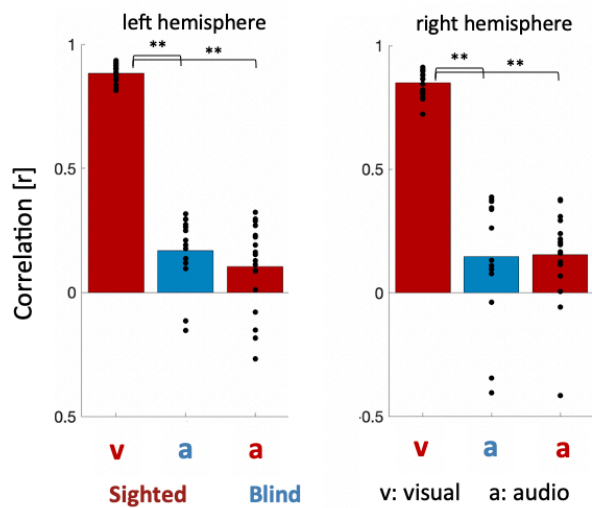 left hemisphere
right hemisphere
** **
** **
1
0.5
0
0.5
1
0.5
0
-0.5
Correlation [r]
v a a
v a a
Sighted Blind v: visual a: audio